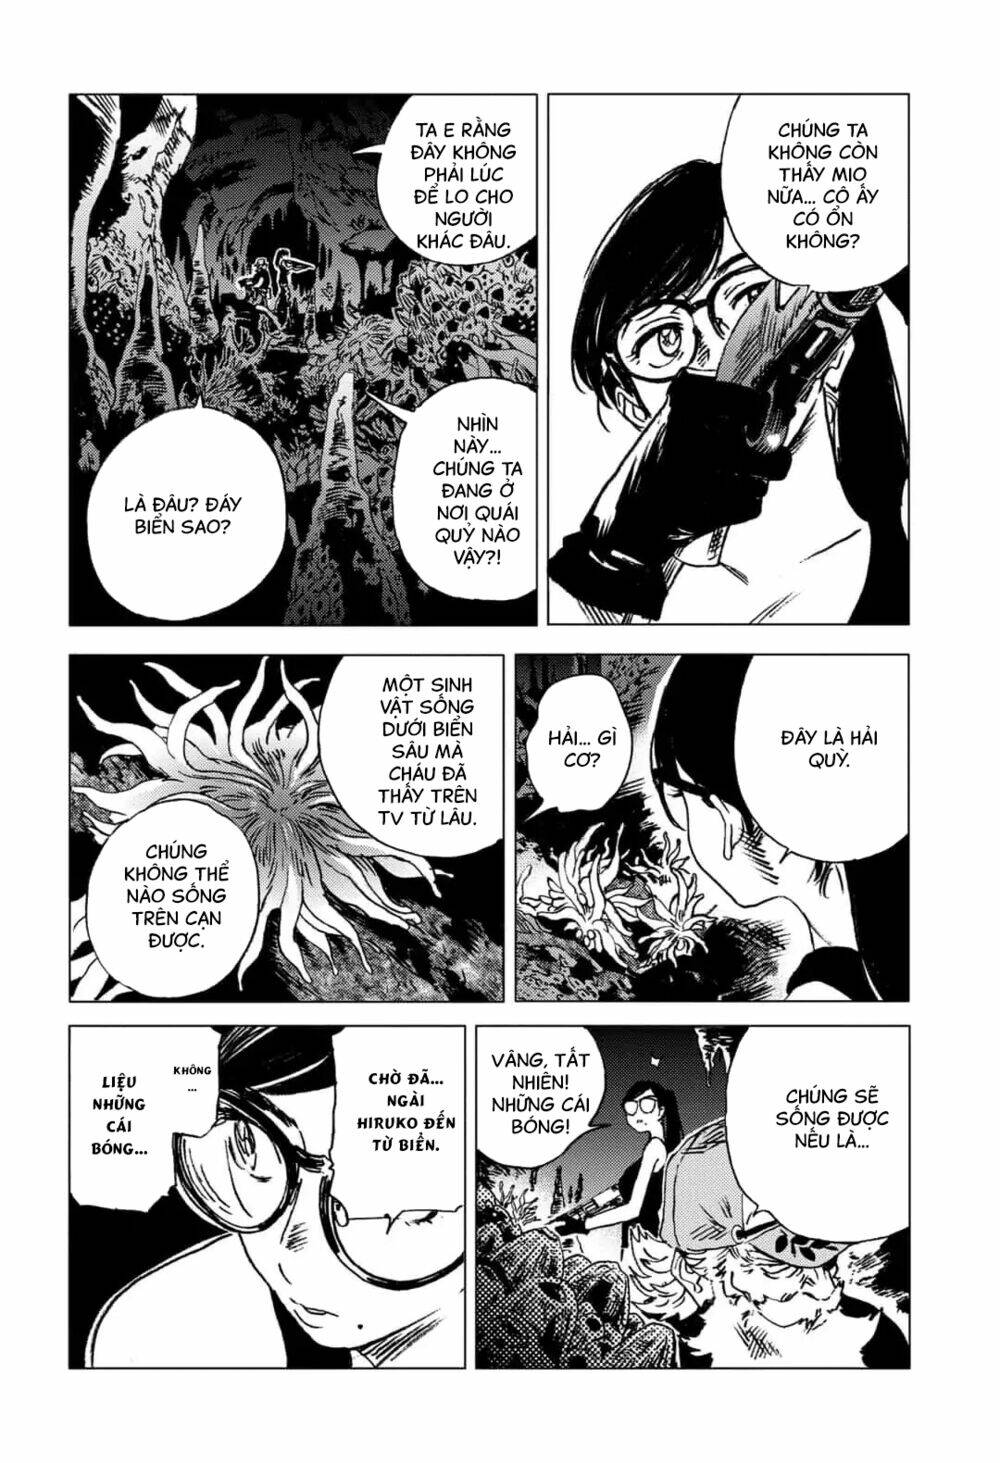 CHÚNG TA
KHÔNG CÒN
THẤY MIO
NỮA... CÔ ẤY
CÓ ỔN
KHÔNG?
TA E RẰNG
ĐÂY KHÔNG
PHẢI LÚC
ĐỂ LO CHO
NGƯỜI
KHÁC ĐÂU.
NHÌN
NÀY...
CHÚNG TA
ĐANG Ở
NƠI QUÁI
QUỶ NÀO
VẬY?!
LÀ ĐÂU? ĐÁY
BIỂN SAO?
ĐÂY LÀ HẢI
QUỲ.
HẢI... GÌ
CƠ?
MỘT SINH
VẬT SỐNG
DƯỚI BIỂN
SÂU MÀ
CHÁU ĐÃ
THẤY TRÊN
TV TỪ LÂU.
CHÚNG
KHÔNG THỂ
NÀO SỐNG
TRÊN CẠN
ĐƯỢC.
CHÚNG SẼ
SỐNG ĐƯỢC
NẾU LÀ...
VÂNG, TẤT
NHIÊN!
NHỮNG CÁI
BÓNG!
CHỜ ĐÃ...
NGÀI
HIRUKO ĐẾN
TỪ BIỂN.
KHÔNG
...
LIỆU
NHỮNG
CÁI
BÓNG...